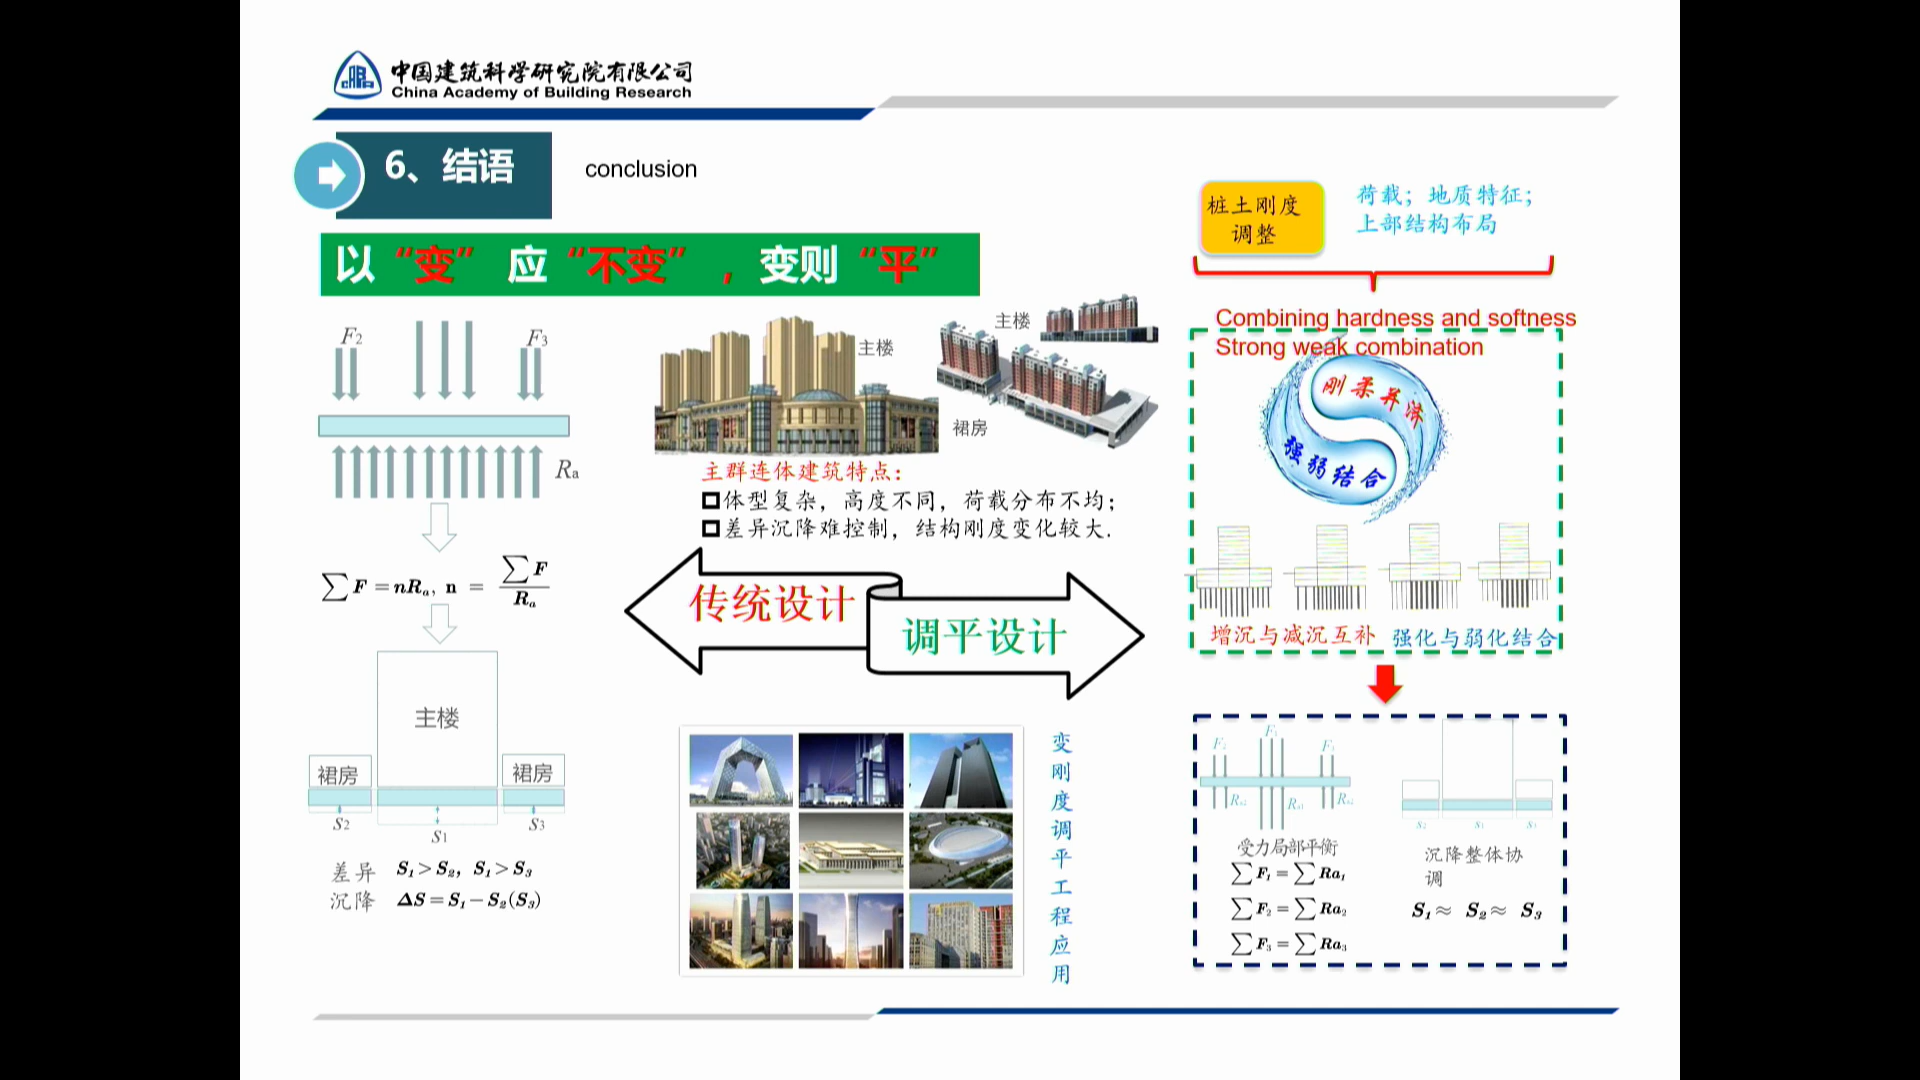 中国建筑科学研究院有限公司
China Academy of Building Research
6、结语
conclusion
以“变”应“不变”,变则“平”
F2
F3
Ra
∑F=nRa, n = ∑F/Ra
主楼
裙房
裙房
S2
S1
S3
差异 S1>S2, S1>S3
沉降 ΔS=S1-S2(S3)
主楼
主楼
裙房
主群连体建筑特点:
体型复杂, 高度不同, 荷载分布不均;
差异沉降难控制, 结构刚度变化较大.
传统设计
调平设计
变刚度调平工程应用
桩土刚度
调整
荷载; 地质特征;
上部结构布局
Combining hardness and softness
Strong weak combination
刚柔并济
强弱结合
增沉与减沉互补
强化与弱化结合
F2
F1
F3
Ra2
Ra1
受力局部平衡
∑F1=∑Ra1
∑F2=∑Ra2
∑F3=∑Ra3
S2
S1
S3
沉降整体协
调
S1≈ S2≈ S3